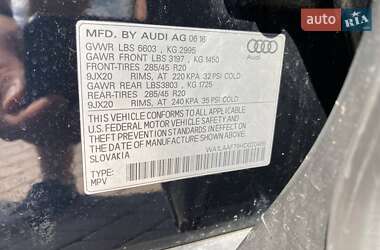 auto RIA
MFD. BY AUDI AG 06 16
GVWR LBS 6603 , KG 2995
GAWR FRONT LBS 3197 , KG 1450
FRONT-TIRES 285/45 R20
9JX20 RIMS, AT 220 KPA 32 PSI COLD
GAWR REAR LBS3803 , KG 1725
REAR-TIRES 285/45 R20
9JX20 RIMS, AT 240 KPA 35 PSI COLD
THIS VEHICLE CONFORMS TO ALL APPLICABLE
U.S. FEDERAL MOTOR VEHICLE SAFETY AND
THEFT PREVENTION STANDARDS IN EFFECT ON
THE DATE OF MANUFACTURE SHOWN ABOVE.
SLOVAKIA
TYPE:
MPV
Audi